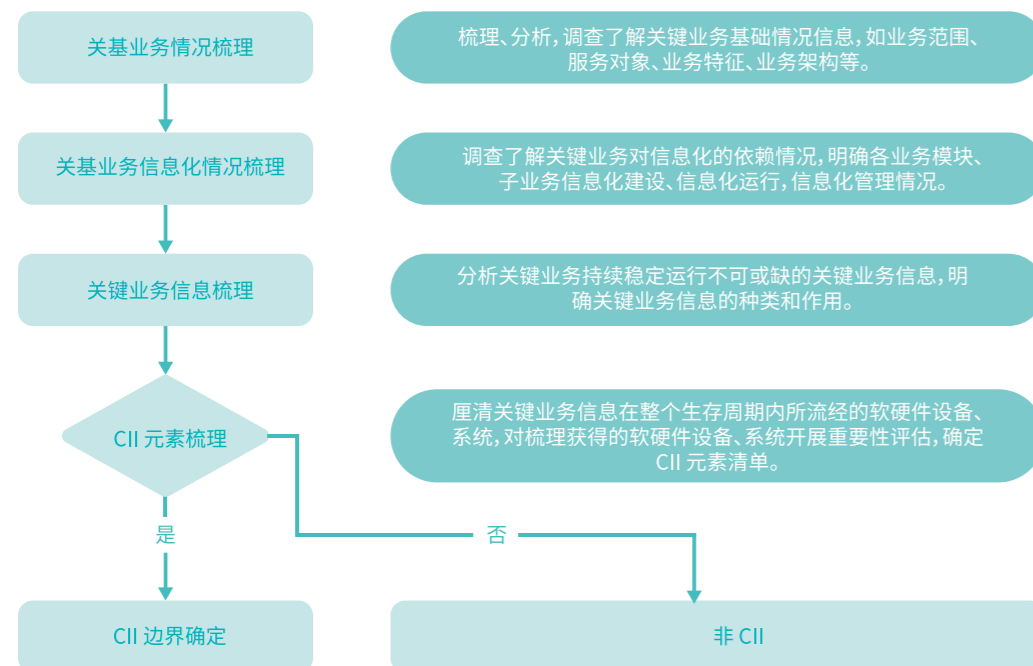 关基业务情况梳理
梳理、分析，调查了解关键业务基础情况信息，如业务范围、
服务对象、业务特征、业务架构等。
关基业务信息化情况梳理
调查了解关键业务对信息化的依赖情况，明确各业务模块、
子业务信息化建设、信息化运行，信息化管理情况。
关键业务信息梳理
分析关键业务持续稳定运行不可或缺的关键业务信息，明
确关键业务信息的种类和作用。
CII 元素梳理
厘清关键业务信息在整个生存周期内所流经的软硬件设备、
系统，对梳理获得的软硬件设备、系统开展重要性评估，确定
CII 元素清单。
是
否
CII 边界确定
非 CII